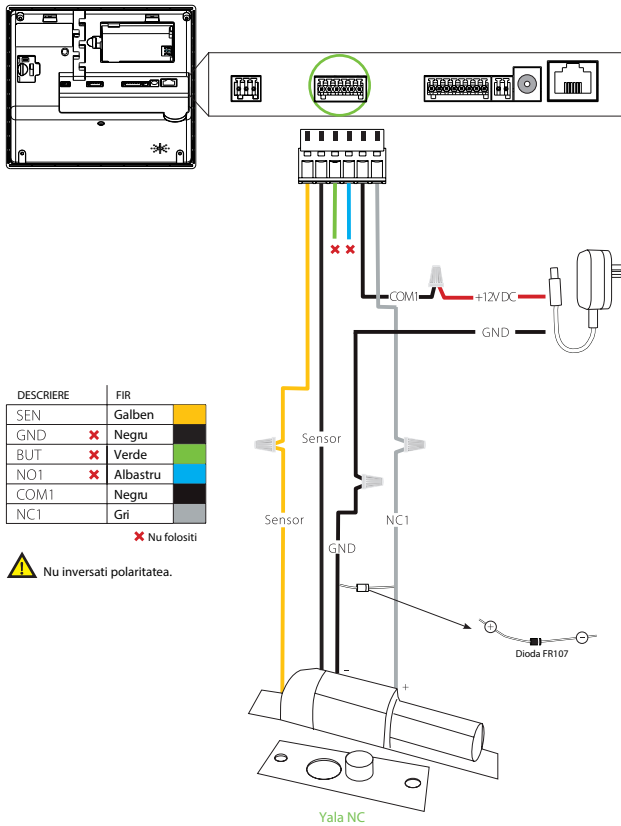 COM1
+12V DC
GND
DESCRIERE FIR
SEN Galben
GND ✖ Negru
BUT ✖ Verde
NO1 ✖ Albastru
COM1 Negru
NC1 Gri
✖ Nu folositi
Nu inversati polaritatea.
Sensor
Sensor
NC1
GND
+ −
Dioda FR107
- +
Yala NC